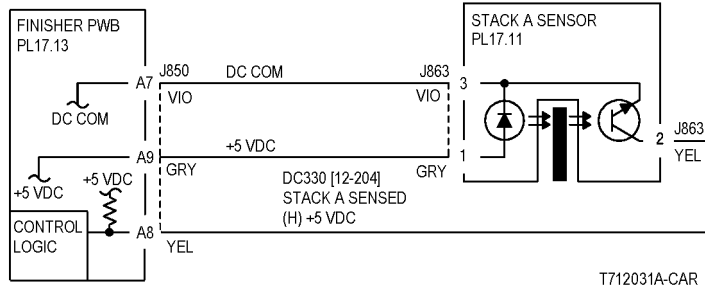 FINISHER PWB
PL17.13
STACK A SENSOR
PL17.11
A7
J850
DC COM
J863
3
VIO
VIO
DC COM
J863
2
YEL
A9
+5 VDC
1
GRY
GRY
+5 VDC
+5 VDC
DC330 [12-204]
STACK A SENSED
(H) +5 VDC
CONTROL
LOGIC
A8
YEL
T712031A-CAR